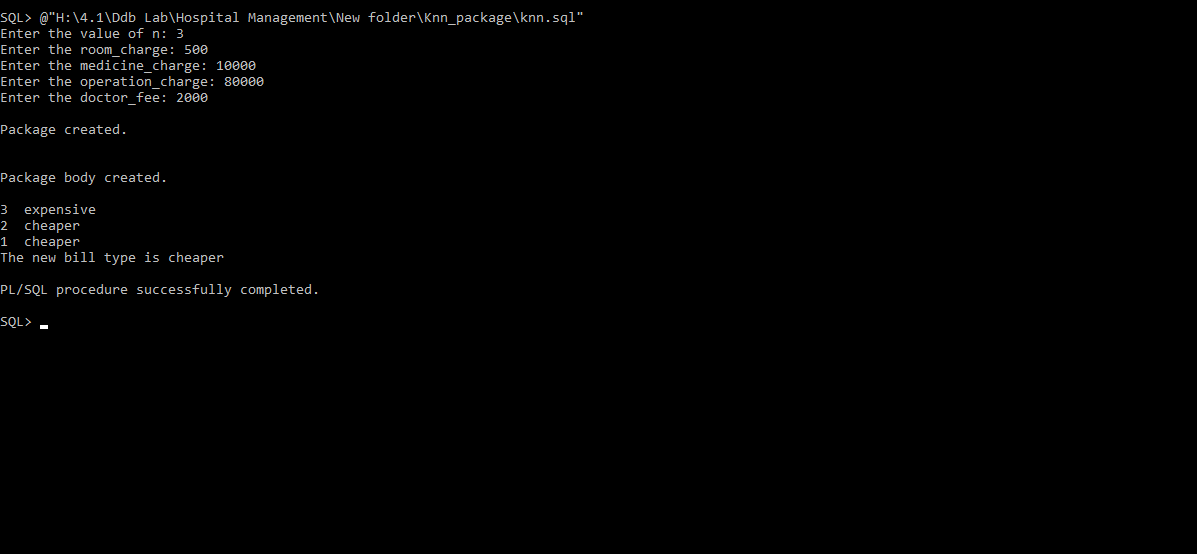 SQL> @"H:\4.1\Ddb Lab\Hospital Management\New folder\Knn_package\knn.sql"
Enter the value of n: 3
Enter the room_charge: 500
Enter the medicine_charge: 10000
Enter the operation_charge: 80000
Enter the doctor_fee: 2000
Package created.
Package body created.
3  expensive
2  cheaper
1  cheaper
The new bill type is cheaper
PL/SQL procedure successfully completed.
SQL>